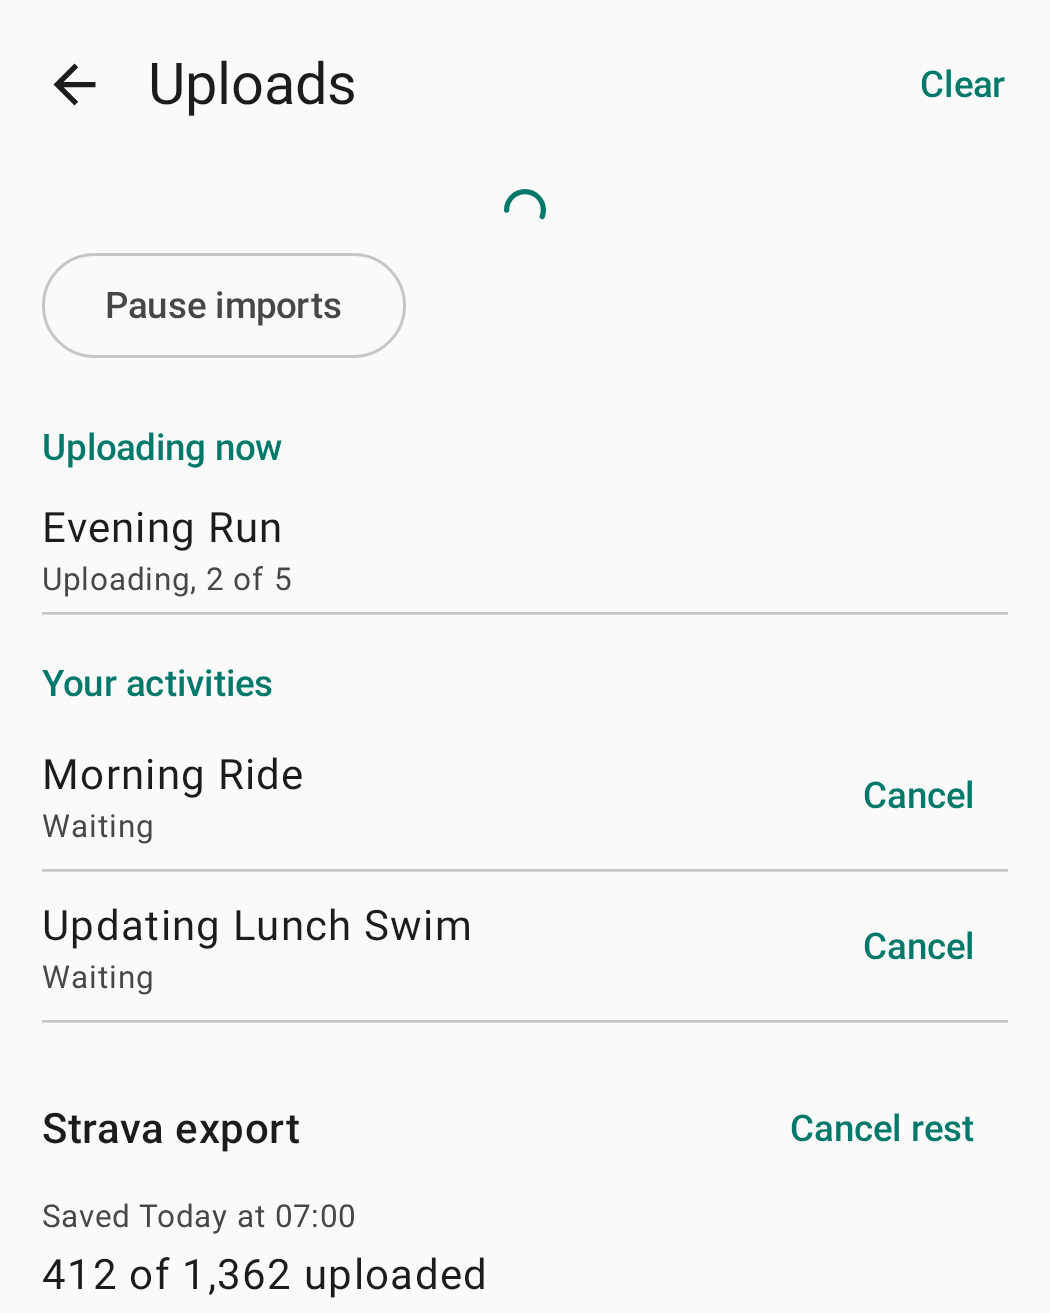 Uploads
Clear
Pause imports
Uploading now
Evening Run
Uploading, 2 of 5
Your activities
Morning Ride
Waiting
Cancel
Updating Lunch Swim
Waiting
Cancel
Strava export
Cancel rest
Saved Today at 07:00
412 of 1,362 uploaded